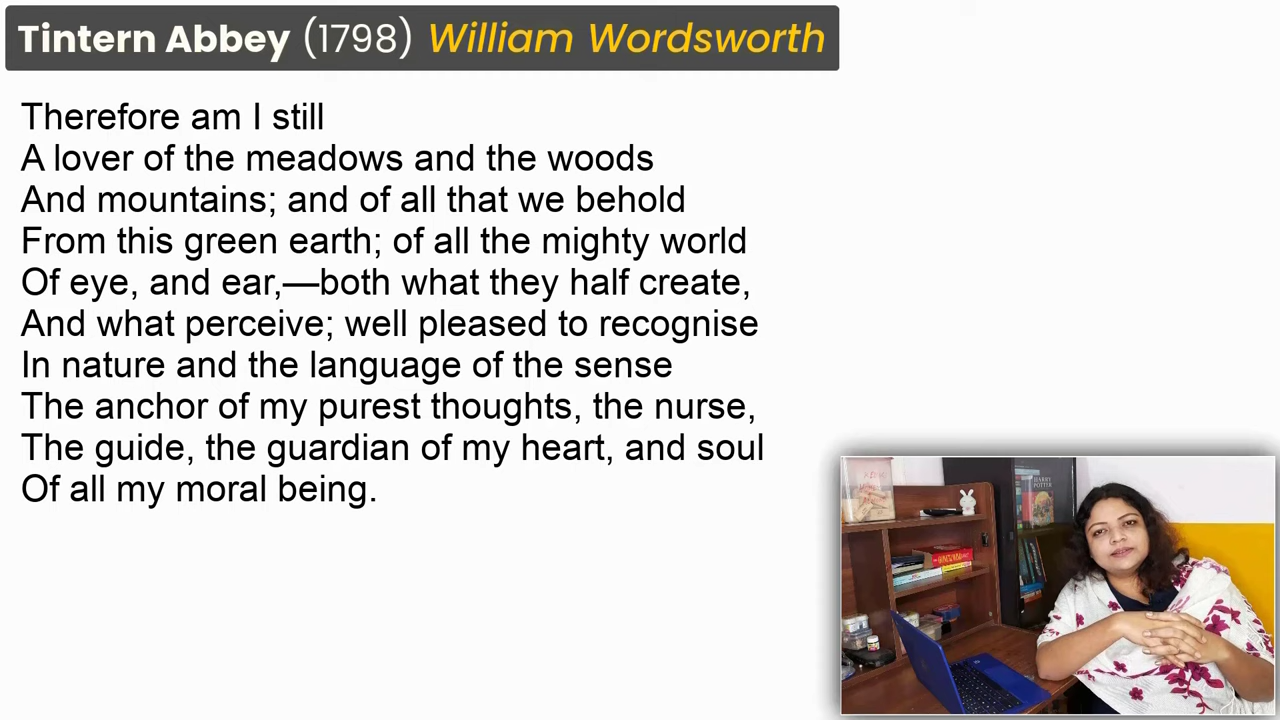 Tintern Abbey (1798) William Wordsworth
Therefore am I still
A lover of the meadows and the woods
And mountains; and of all that we behold
From this green earth; of all the mighty world
Of eye, and ear,—both what they half create,
And what perceive; well pleased to recognise
In nature and the language of the sense
The anchor of my purest thoughts, the nurse,
The guide, the guardian of my heart, and soul
Of all my moral being.
HARRY
POTTER